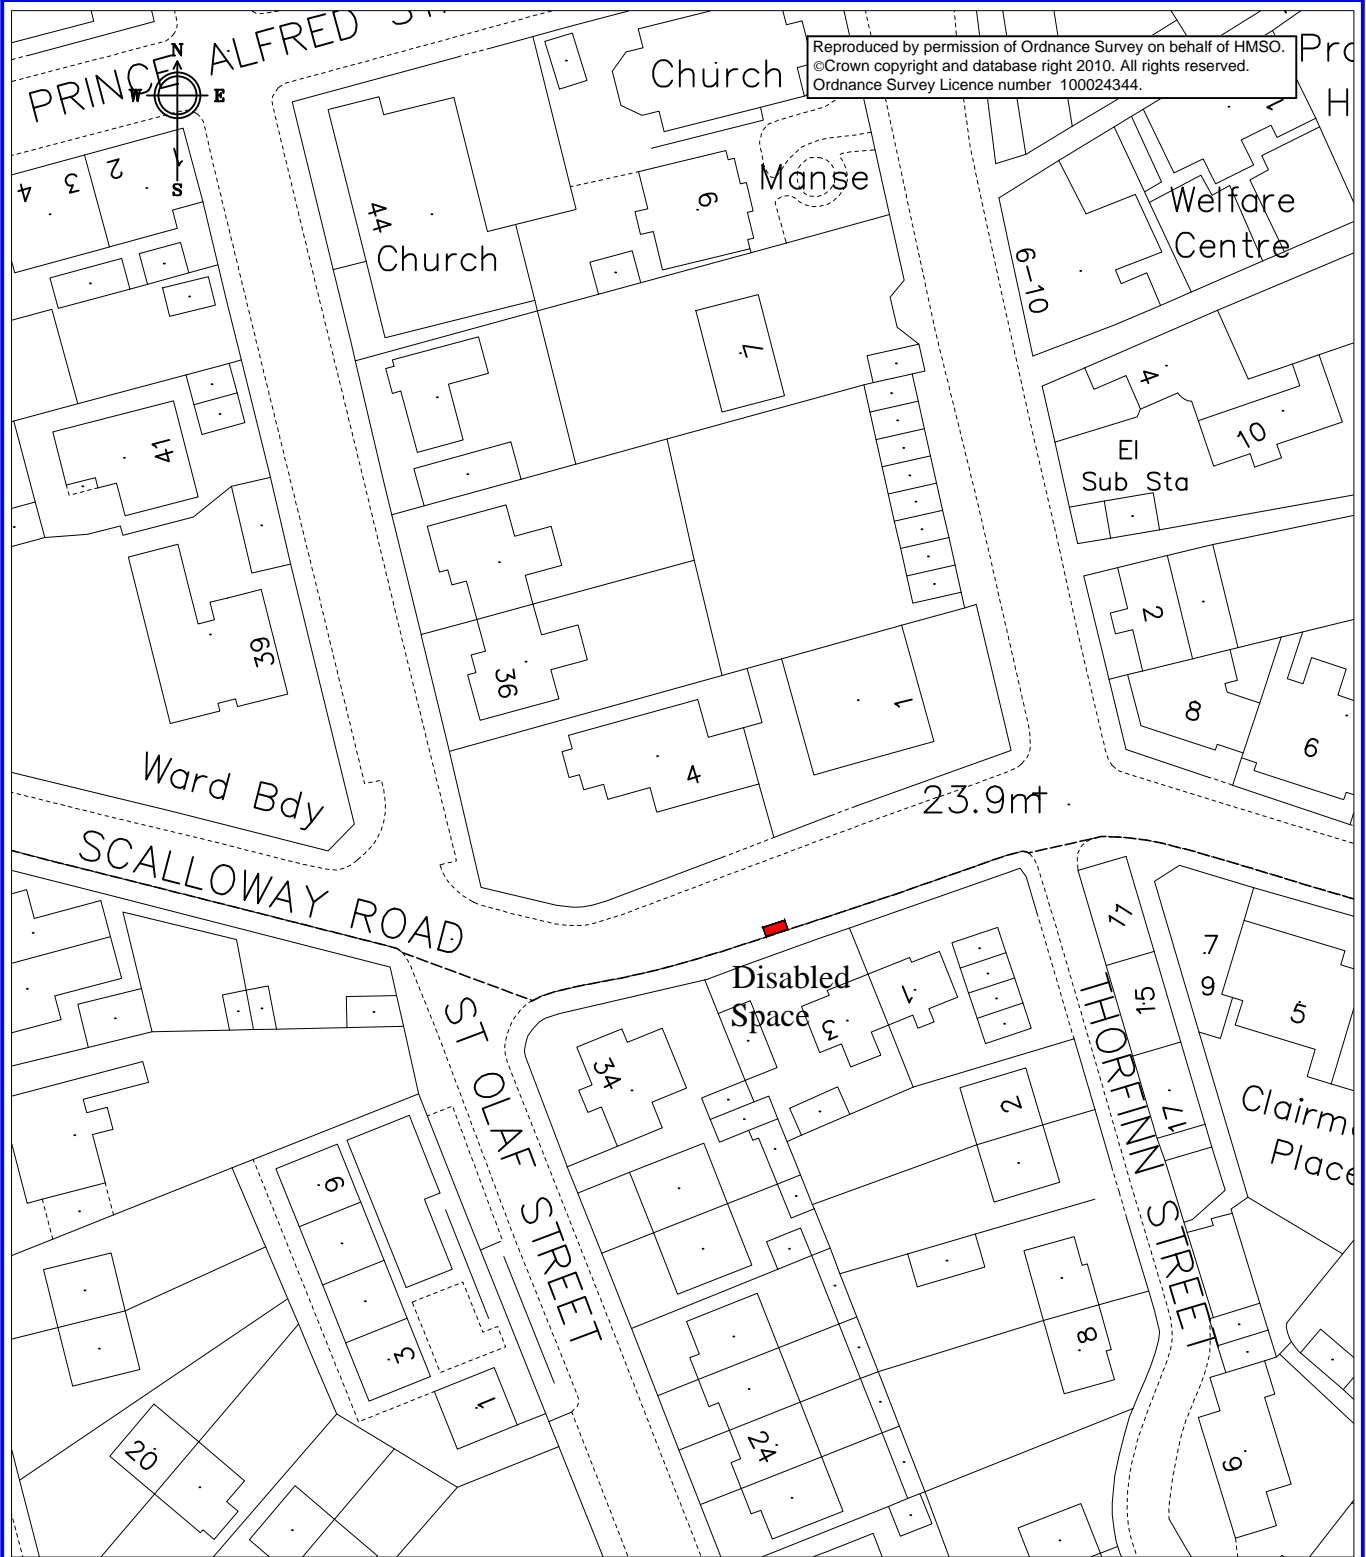 PRINCE ALFRED ST
N
W
E
S
Reproduced by permission of Ordnance Survey on behalf of HMSO.
©Crown copyright and database right 2010. All rights reserved.
Ordnance Survey Licence number 100024344.
Church
Manse
Welfare
Centre
4
3
2
44
Church
6-10
7
4
10
El
Sub Sta
41
39
36
2
8
6
1
4
23.9m
Ward Bdy
SCALLOWAY ROAD
Disabled
Space
3
1
34
11
15
17
7
9
5
Clairm
Place
ST OLAF STREET
THORFINN STREET
2
8
3
1
20
24